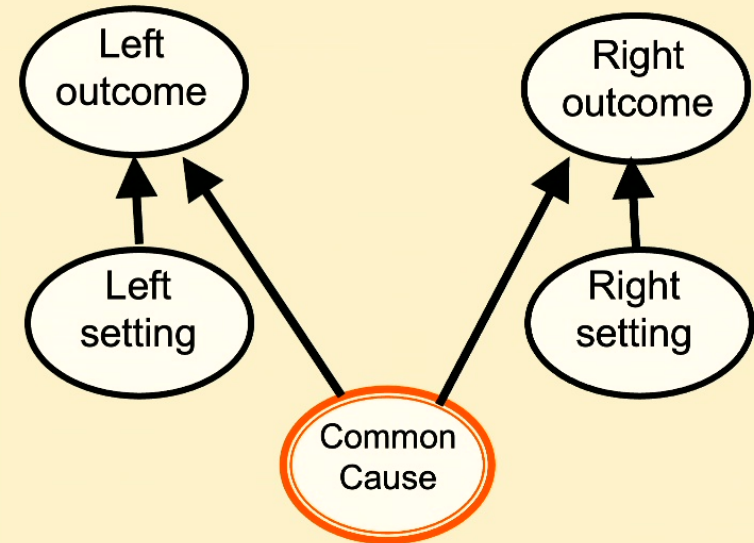 Left
outcome
Right
outcome
Left
setting
Right
setting
Common
Cause